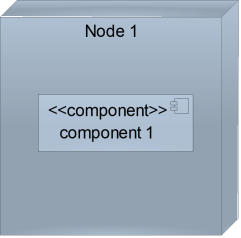 Node 1
<<component>>
component 1